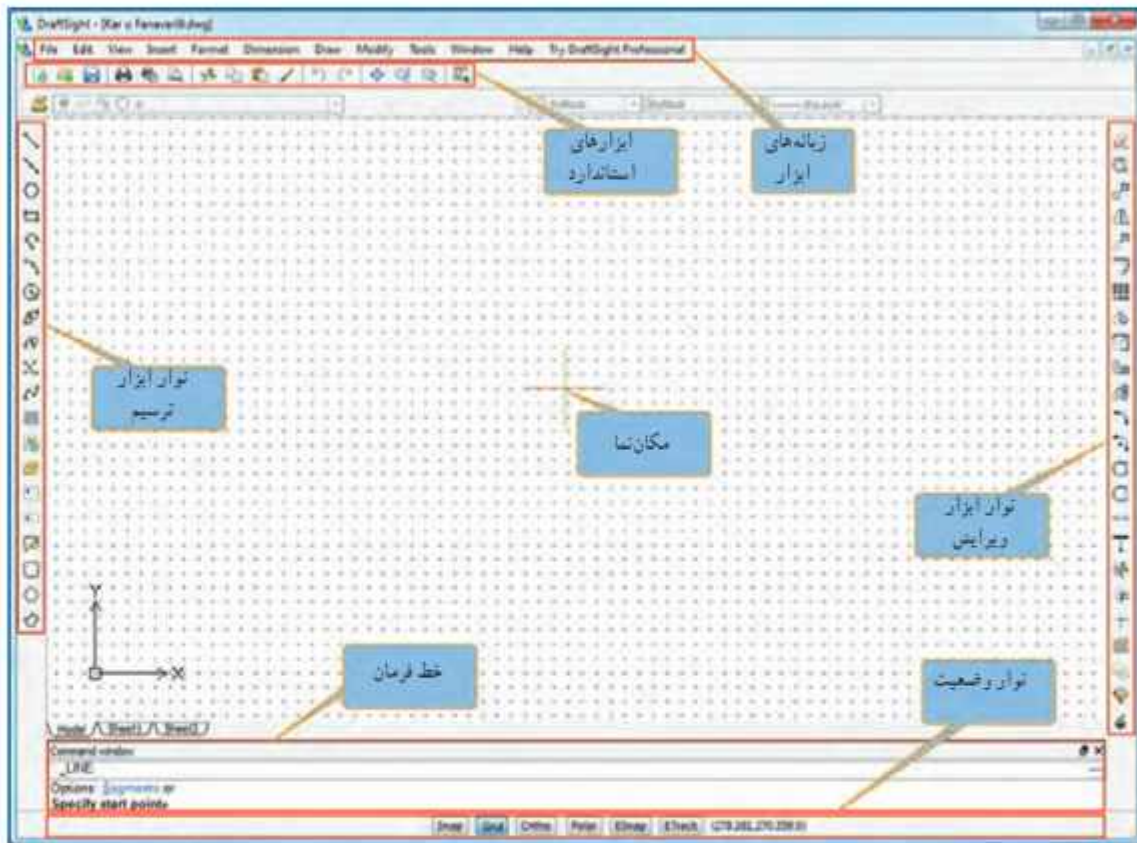 DraftSight - [Kar o Fanavari8.dwg]
File Edit View Insert Format Dimension Draw Modify Tools Window Help Try DraftSight Professional
ابزارهای
استاندارد
زبانه‌های
ابزار
نوار ابزار
ترسیم
مکان‌نما
نوار ابزار
ویرایش
Y
X
خط فرمان
نوار وضعیت
Model Sheet1 Sheet2
Command window
_LINE
Options: Segments or
Specify start point»
Snap Grid Ortho Polar ESnap ETrack